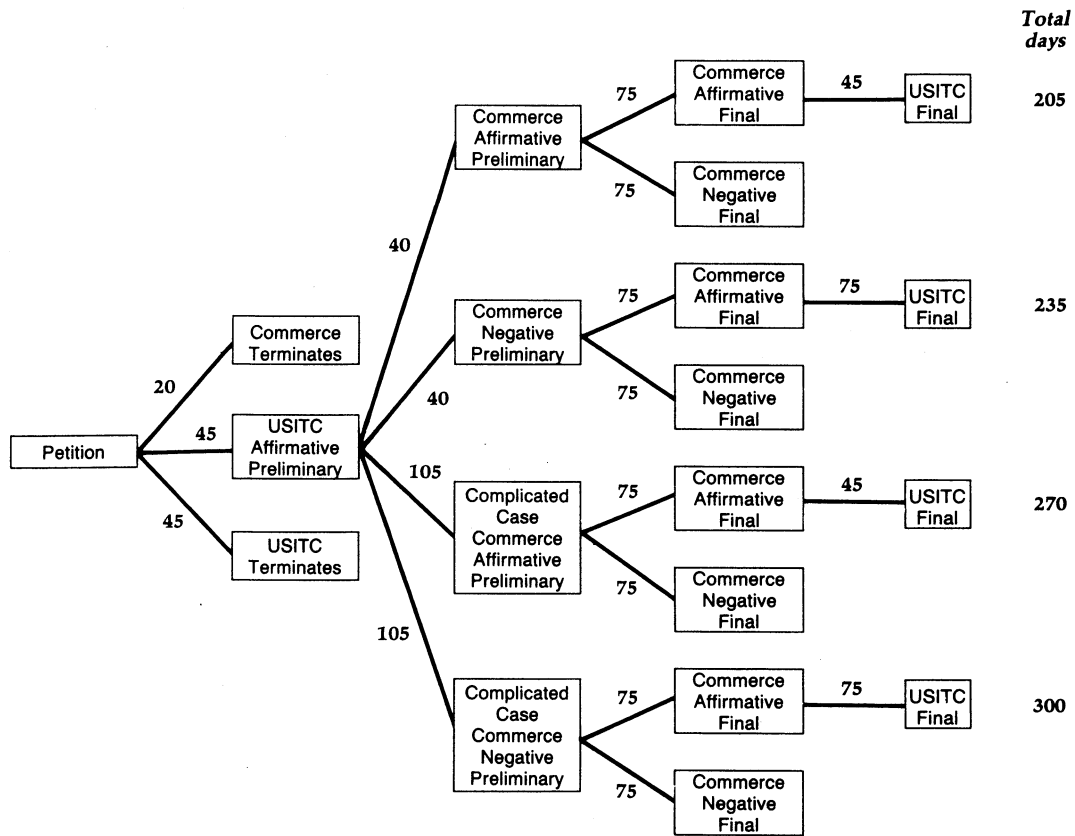 Total
days
Commerce
Affirmative
Preliminary
75
Commerce
Affirmative
Final
45
USITC
Final
205
75
Commerce
Negative
Final
40
Commerce
Negative
Preliminary
75
Commerce
Affirmative
Final
75
USITC
Final
235
75
Commerce
Negative
Final
40
Commerce
Terminates
20
Petition
45
USITC
Affirmative
Preliminary
45
USITC
Terminates
105
Complicated
Case
Commerce
Affirmative
Preliminary
75
Commerce
Affirmative
Final
45
USITC
Final
270
75
Commerce
Negative
Final
105
Complicated
Case
Commerce
Negative
Preliminary
75
Commerce
Affirmative
Final
75
USITC
Final
300
75
Commerce
Negative
Final